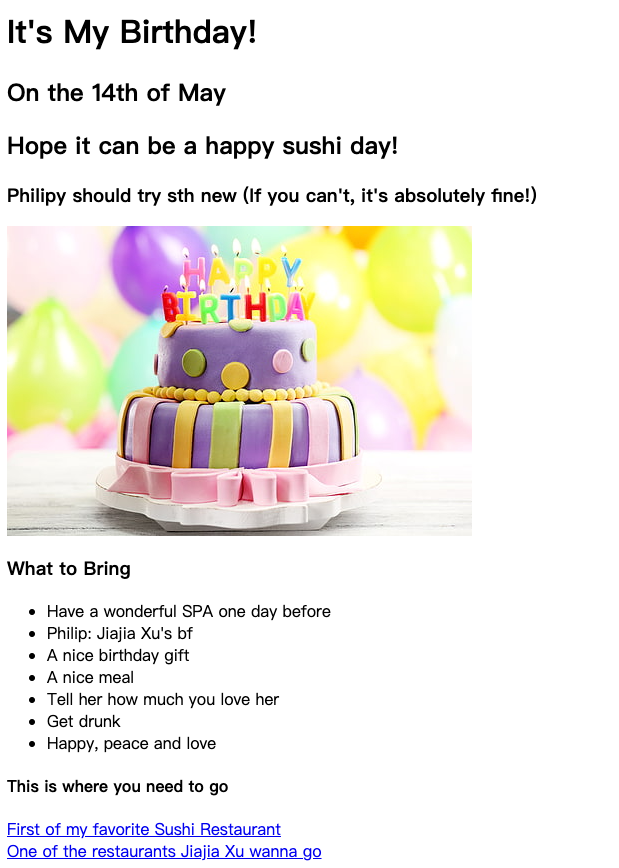 It's My Birthday!
On the 14th of May
Hope it can be a happy sushi day!
Philipy should try sth new (If you can't, it's absolutely fine!)
HAPPY
BIRTHDAY
What to Bring
Have a wonderful SPA one day before
Philip: Jiajia Xu's bf
A nice birthday gift
A nice meal
Tell her how much you love her
Get drunk
Happy, peace and love
This is where you need to go
First of my favorite Sushi Restaurant
One of the restaurants Jiajia Xu wanna go